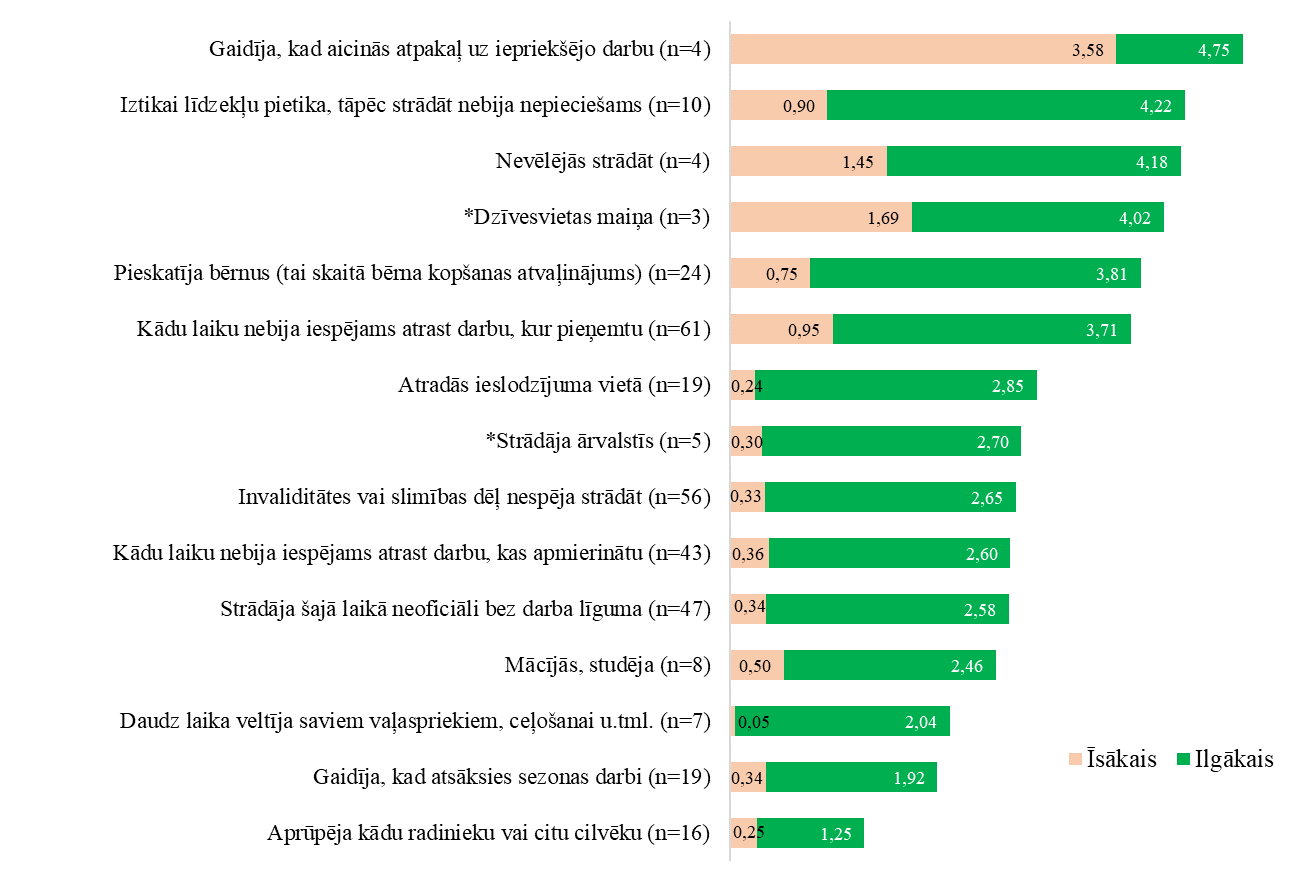 Gaidīja, kad aicinās atpakaļ uz iepriekšējo darbu (n=4) 3,58 4,75
Iztikai līdzekļu pietika, tāpēc strādāt nebija nepieciešams (n=10) 0,90 4,22
Nevēlējās strādāt (n=4) 1,45 4,18
*Dzīvesvietas maiņa (n=3) 1,69 4,02
Pieskatīja bērnus (tai skaitā bērna kopšanas atvaļinājums) (n=24) 0,75 3,81
Kādu laiku nebija iespējams atrast darbu, kur pieņemtu (n=61) 0,95 3,71
Atradās ieslodzījuma vietā (n=19) 0,24 2,85
*Strādāja ārvalstīs (n=5) 0,30 2,70
Invaliditātes vai slimības dēļ nespēja strādāt (n=56) 0,33 2,65
Kādu laiku nebija iespējams atrast darbu, kas apmierinātu (n=43) 0,36 2,60
Strādāja šajā laikā neoficiāli bez darba līguma (n=47) 0,34 2,58
Mācījās, studēja (n=8) 0,50 2,46
Daudz laika veltīja saviem vaļaspriekiem, ceļošanai u.tml. (n=7) 0,05 2,04
Īsākais Ilgākais
Gaidīja, kad atsāksies sezonas darbi (n=19) 0,34 1,92
Aprūpēja kādu radinieku vai citu cilvēku (n=16) 0,25 1,25